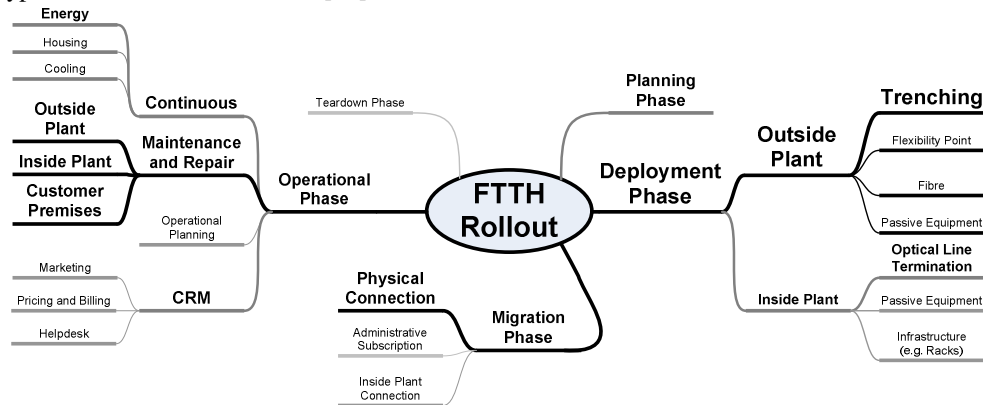 Energy
Housing
Cooling
Continuous
Outside
Plant
Inside Plant
Customer
Premises
Maintenance
and Repair
Operational
Planning
Marketing
Pricing and Billing
Helpdesk
CRM
Operational
Phase
Teardown Phase
FTTH
Rollout
Planning
Phase
Deployment
Phase
Outside
Plant
Trenching
Flexibility Point
Fibre
Passive Equipment
Inside Plant
Optical Line
Termination
Passive Equipment
Infrastructure
(e.g. Racks)
Migration
Phase
Physical
Connection
Administrative
Subscription
Inside Plant
Connection